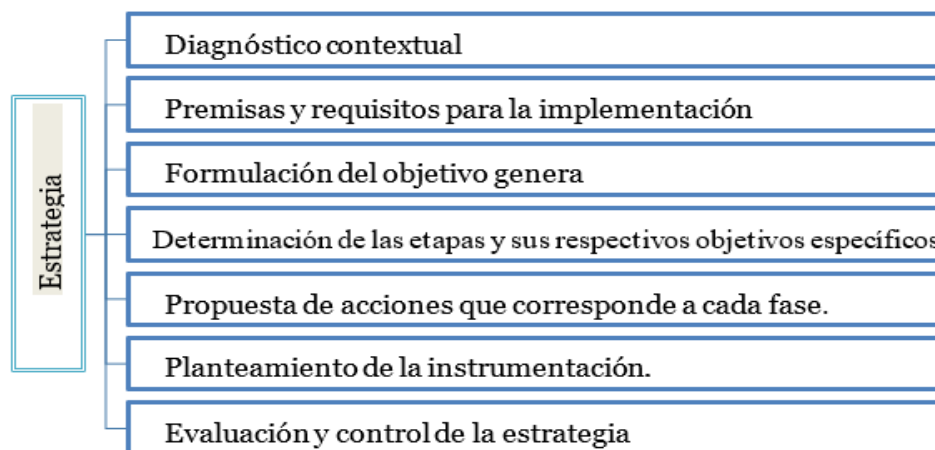 Estrategia
Diagnóstico contextual
Premisas y requisitos para la implementación
Formulación del objetivo genera
Determinación de las etapas y sus respectivos objetivos específicos
Propuesta de acciones que corresponde a cada fase.
Planteamiento de la instrumentación.
Evaluación y control de la estrategia